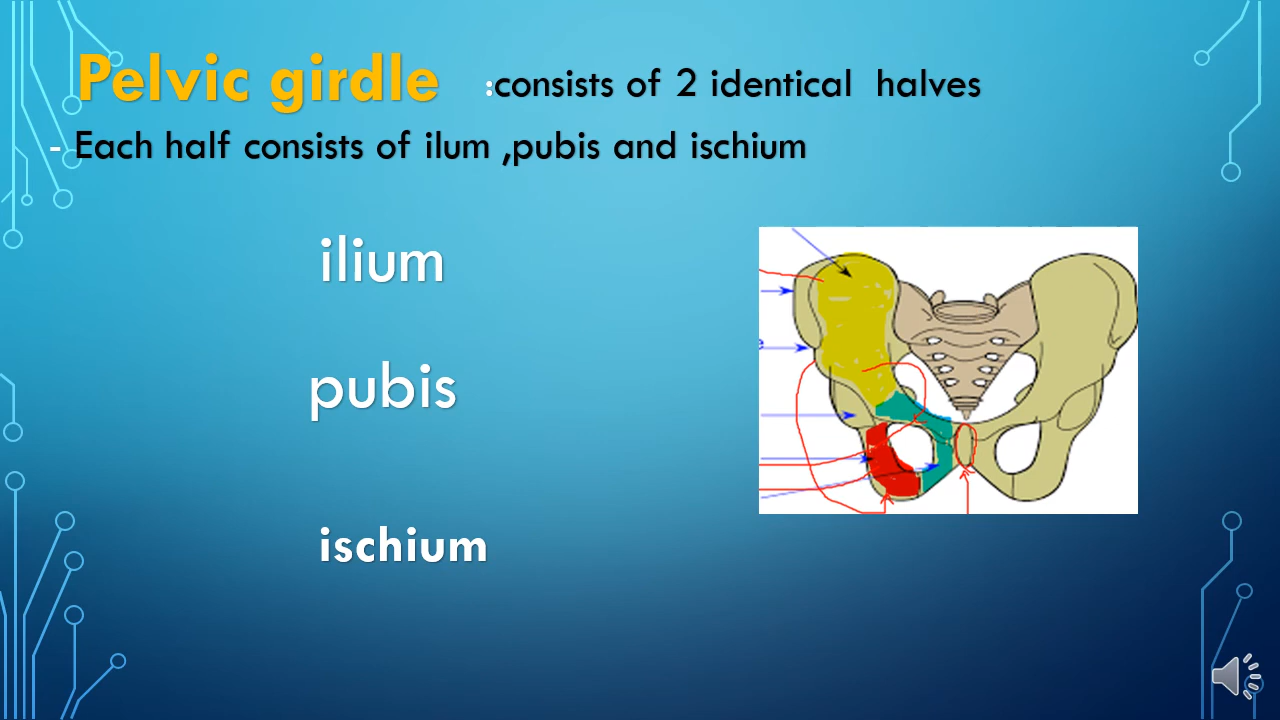 Pelvic girdle :consists of 2 identical halves
- Each half consists of ilum ,pubis and ischium
ilium
pubis
ischium
e